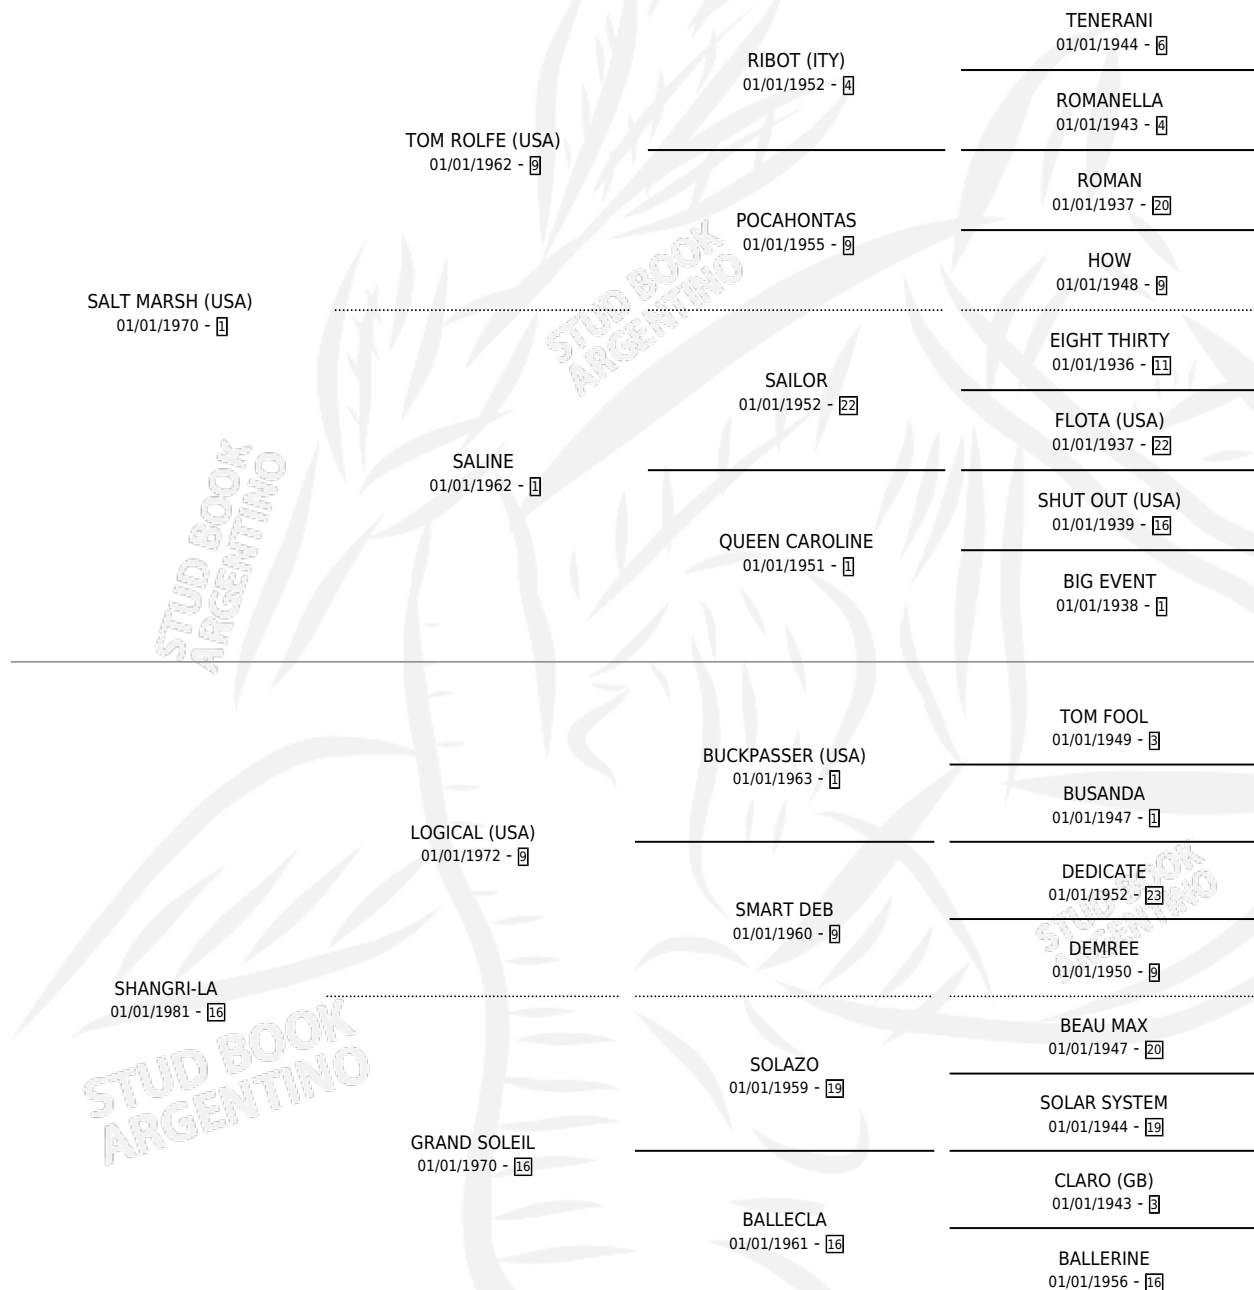 TENERANI
01/01/1944 - 6
RIBOT (ITY)
01/01/1952 - 4
ROMANELLA
01/01/1943 - 4
TOM ROLFE (USA)
01/01/1962 - 9
ROMAN
01/01/1937 - 20
POCAHONTAS
01/01/1955 - 9
HOW
01/01/1948 - 9
SALT MARSH (USA)
01/01/1970 - 1
STUD BOOK
ARGENTINO
EIGHT THIRTY
01/01/1936 - 11
SAILOR
01/01/1952 - 22
FLOTA (USA)
01/01/1937 - 22
SALINE
01/01/1962 - 1
SHUT OUT (USA)
01/01/1939 - 16
QUEEN CAROLINE
01/01/1951 - 1
BIG EVENT
01/01/1938 - 1
STUD BOOK
ARGENTINO
TOM FOOL
01/01/1949 - 3
BUCKPASSER (USA)
01/01/1963 - 1
BUSANDA
01/01/1947 - 1
LOGICAL (USA)
01/01/1972 - 9
DEDICATE
01/01/1952 - 23
SMART DEB
01/01/1960 - 9
DEMREE
01/01/1950 - 9
STUD BOOK
ARGENTINO
SHANGRI-LA
01/01/1981 - 16
BEAU MAX
01/01/1947 - 20
SOLAZO
01/01/1959 - 19
SOLAR SYSTEM
01/01/1944 - 19
STUD BOOK
ARGENTINO
GRAND SOLEIL
01/01/1970 - 16
CLARO (GB)
01/01/1943 - 3
BALLECLA
01/01/1961 - 16
BALLERINE
01/01/1956 - 16